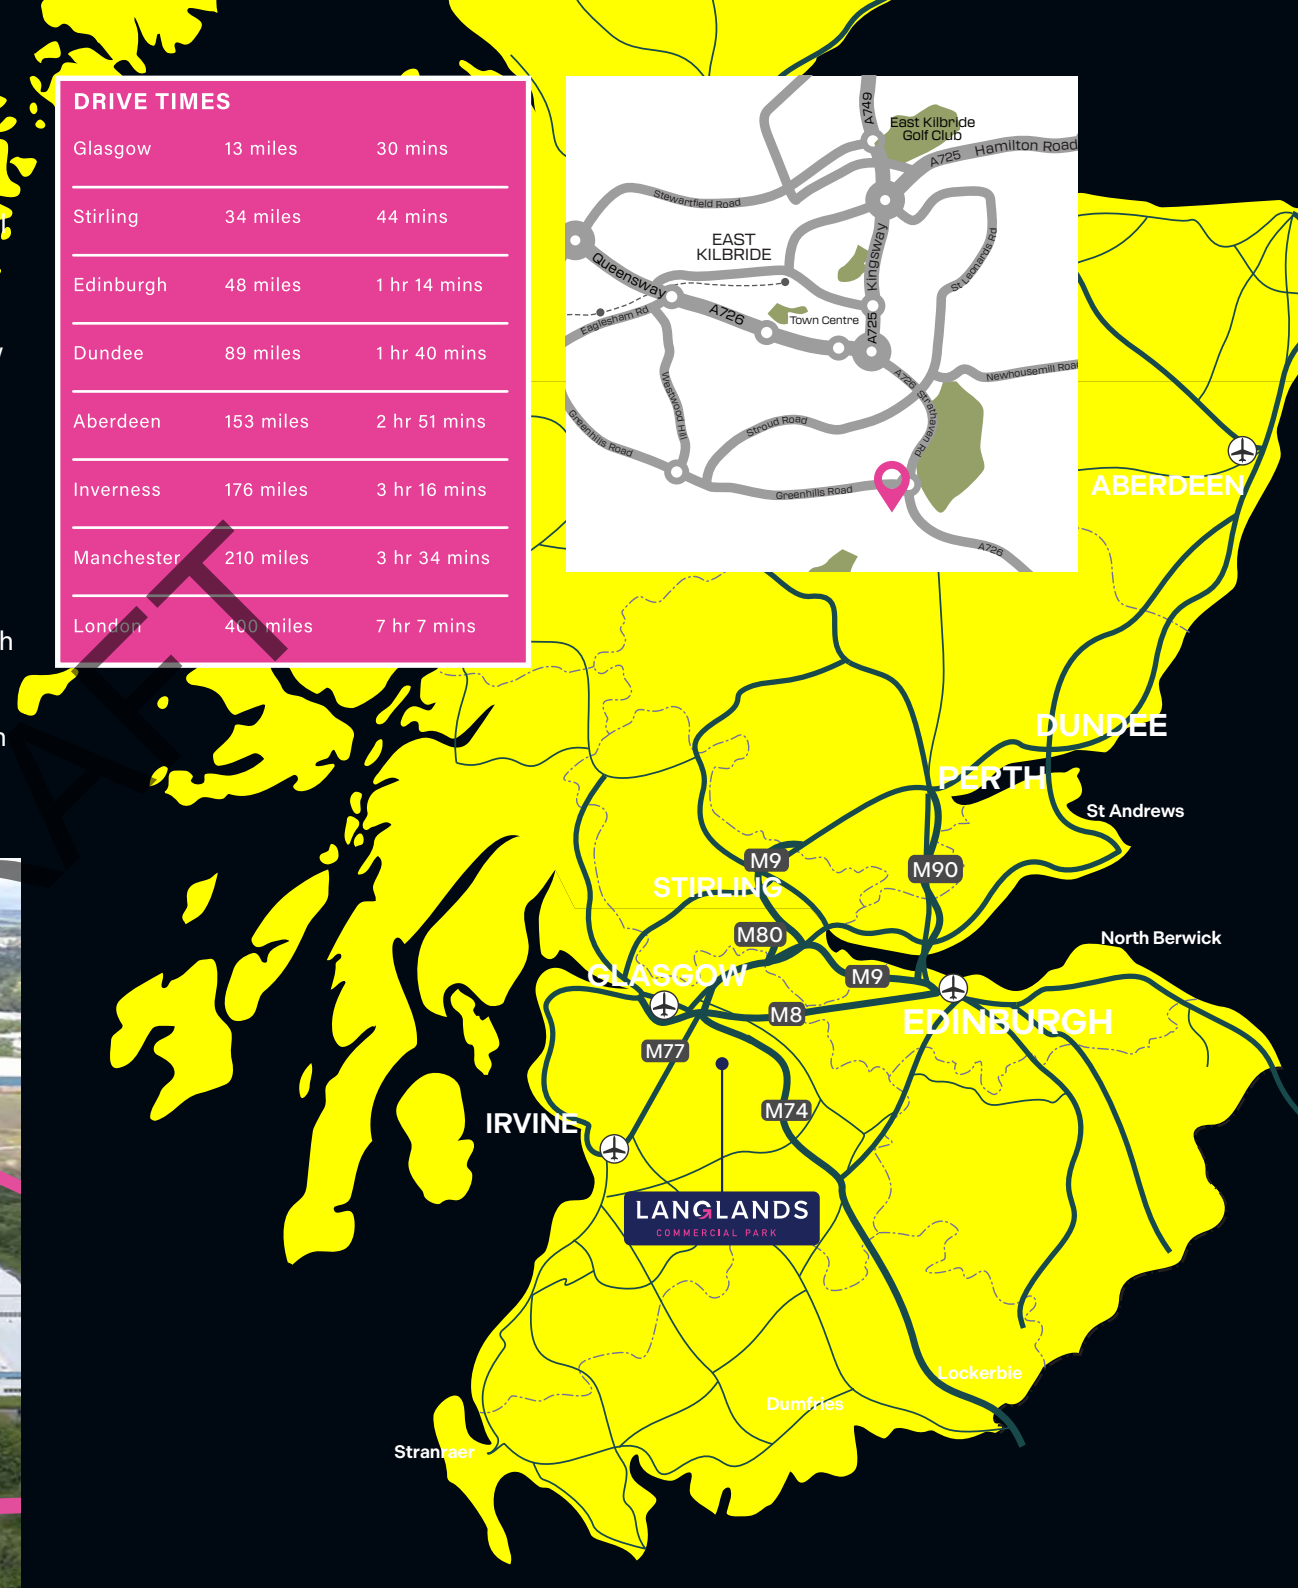 DRIVE TIMES
Glasgow 13 miles 30 mins
Stirling 34 miles 44 mins
Edinburgh 48 miles 1 hr 14 mins
Dundee 89 miles 1 hr 40 mins
Aberdeen 153 miles 2 hr 51 mins
Inverness 176 miles 3 hr 16 mins
Manchester 210 miles 3 hr 34 mins
London 400 miles 7 hr 7 mins
A749
East Kilbride
Golf Club
A725 Hamilton Road
Stewartfield Road
EAST
KILBRIDE
Queensway
Kingsway
St Leonards Rd
Eaglesham Rd
A726
Town Centre
A725
A726
Strathaven Rd
Newhousemill Road
Westwood Hill
Greenhills Road
Stroud Road
Greenhills Road
A726
ABERDEEN
DUNDEE
PERTH
St Andrews
M9
M90
STIRLING
M80
North Berwick
GLASGOW
M9
M8
EDINBURGH
M77
M74
IRVINE
LANGLANDS
COMMERCIAL PARK
Lockerbie
Dumfries
Stranraer
AFT